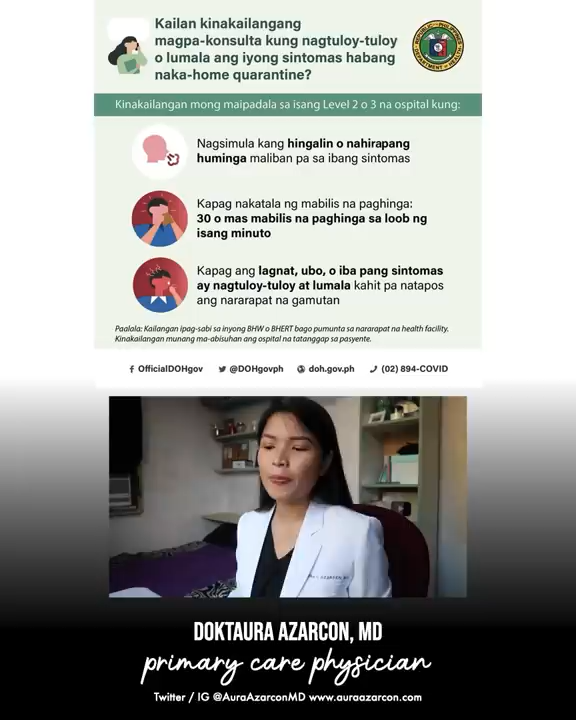 Kailan kinakailangang
magpa-konsulta kung nagtuloy-tuloy
o lumala ang iyong sintomas habang
naka-home quarantine?
Kinakailangan mong maipadala sa isang Level 2 o 3 na ospital kung:
Nagsimula kang hingalin o nahirapang
huminga maliban pa sa ibang sintomas
Kapag nakatala ng mabilis na paghinga:
30 o mas mabilis na paghinga sa loob ng
isang minuto
Kapag ang lagnat, ubo, o iba pang sintomas
ay nagtuloy-tuloy at lumala kahit pa natapos
ang nararapat na gamutan
Paalala: Kailangan ipag-sabi sa inyong BHW o BHERT bago pumunta sa nararapat na health facility.
Kinakailangan munang ma-abisuhan ang ospital na tatanggap sa pasyente.
OfficialDOHgov @DOHgovph doh.gov.ph (02) 894-COVID
DOKTAURA AZARCON, MD
primary care physician
Twitter / IG @AuraAzarconMD www.auraazarcon.com